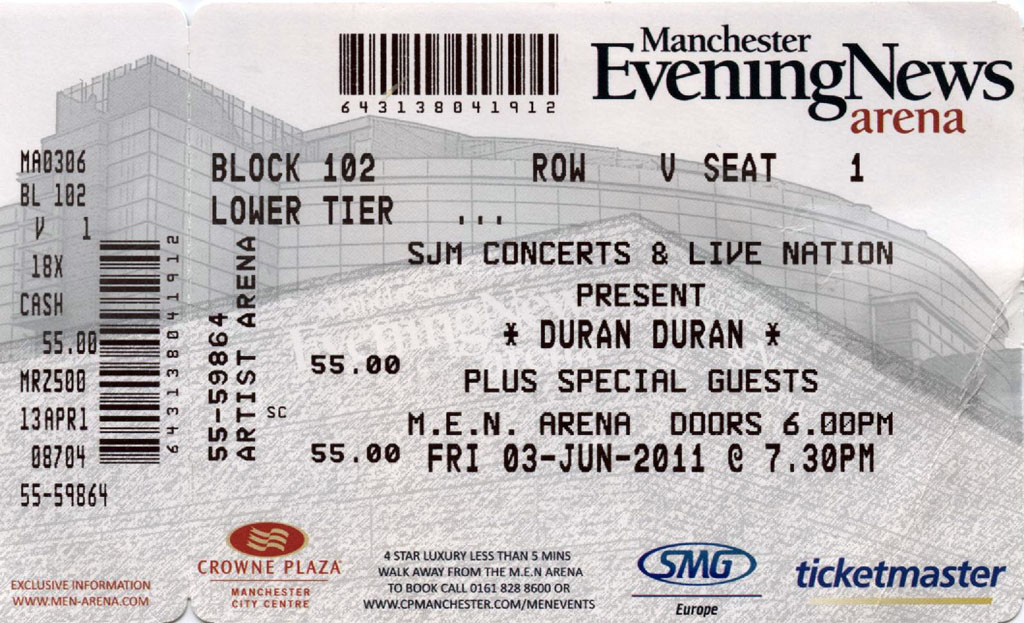 MA0306
BL 102
V 1
18X
CASH
55.00
MRZ500
13APR1
08704
55-59864
EXCLUSIVE INFORMATION
WWW.MEN-ARENA.COM
643138041912
55-59864
ARTIST ARENA
643138041912
Manchester
Evening News
arena
BLOCK 102 ROW V SEAT 1
LOWER TIER ...
SJM CONCERTS & LIVE NATION
PRESENT
* DURAN DURAN *
55.00
PLUS SPECIAL GUESTS
SC
M.E.N. ARENA DOORS 6.00PM
55.00 FRI 03-JUN-2011 @ 7.30PM
CROWNE PLAZA
MANCHESTER
CITY CENTRE
4 STAR LUXURY LESS THAN 5 MINS
WALK AWAY FROM THE M.E.N ARENA
TO BOOK CALL 0161 828 8600 OR
WWW.CPMANCHESTER.COM/MENEVENTS
SMG
Europe
ticketmaster